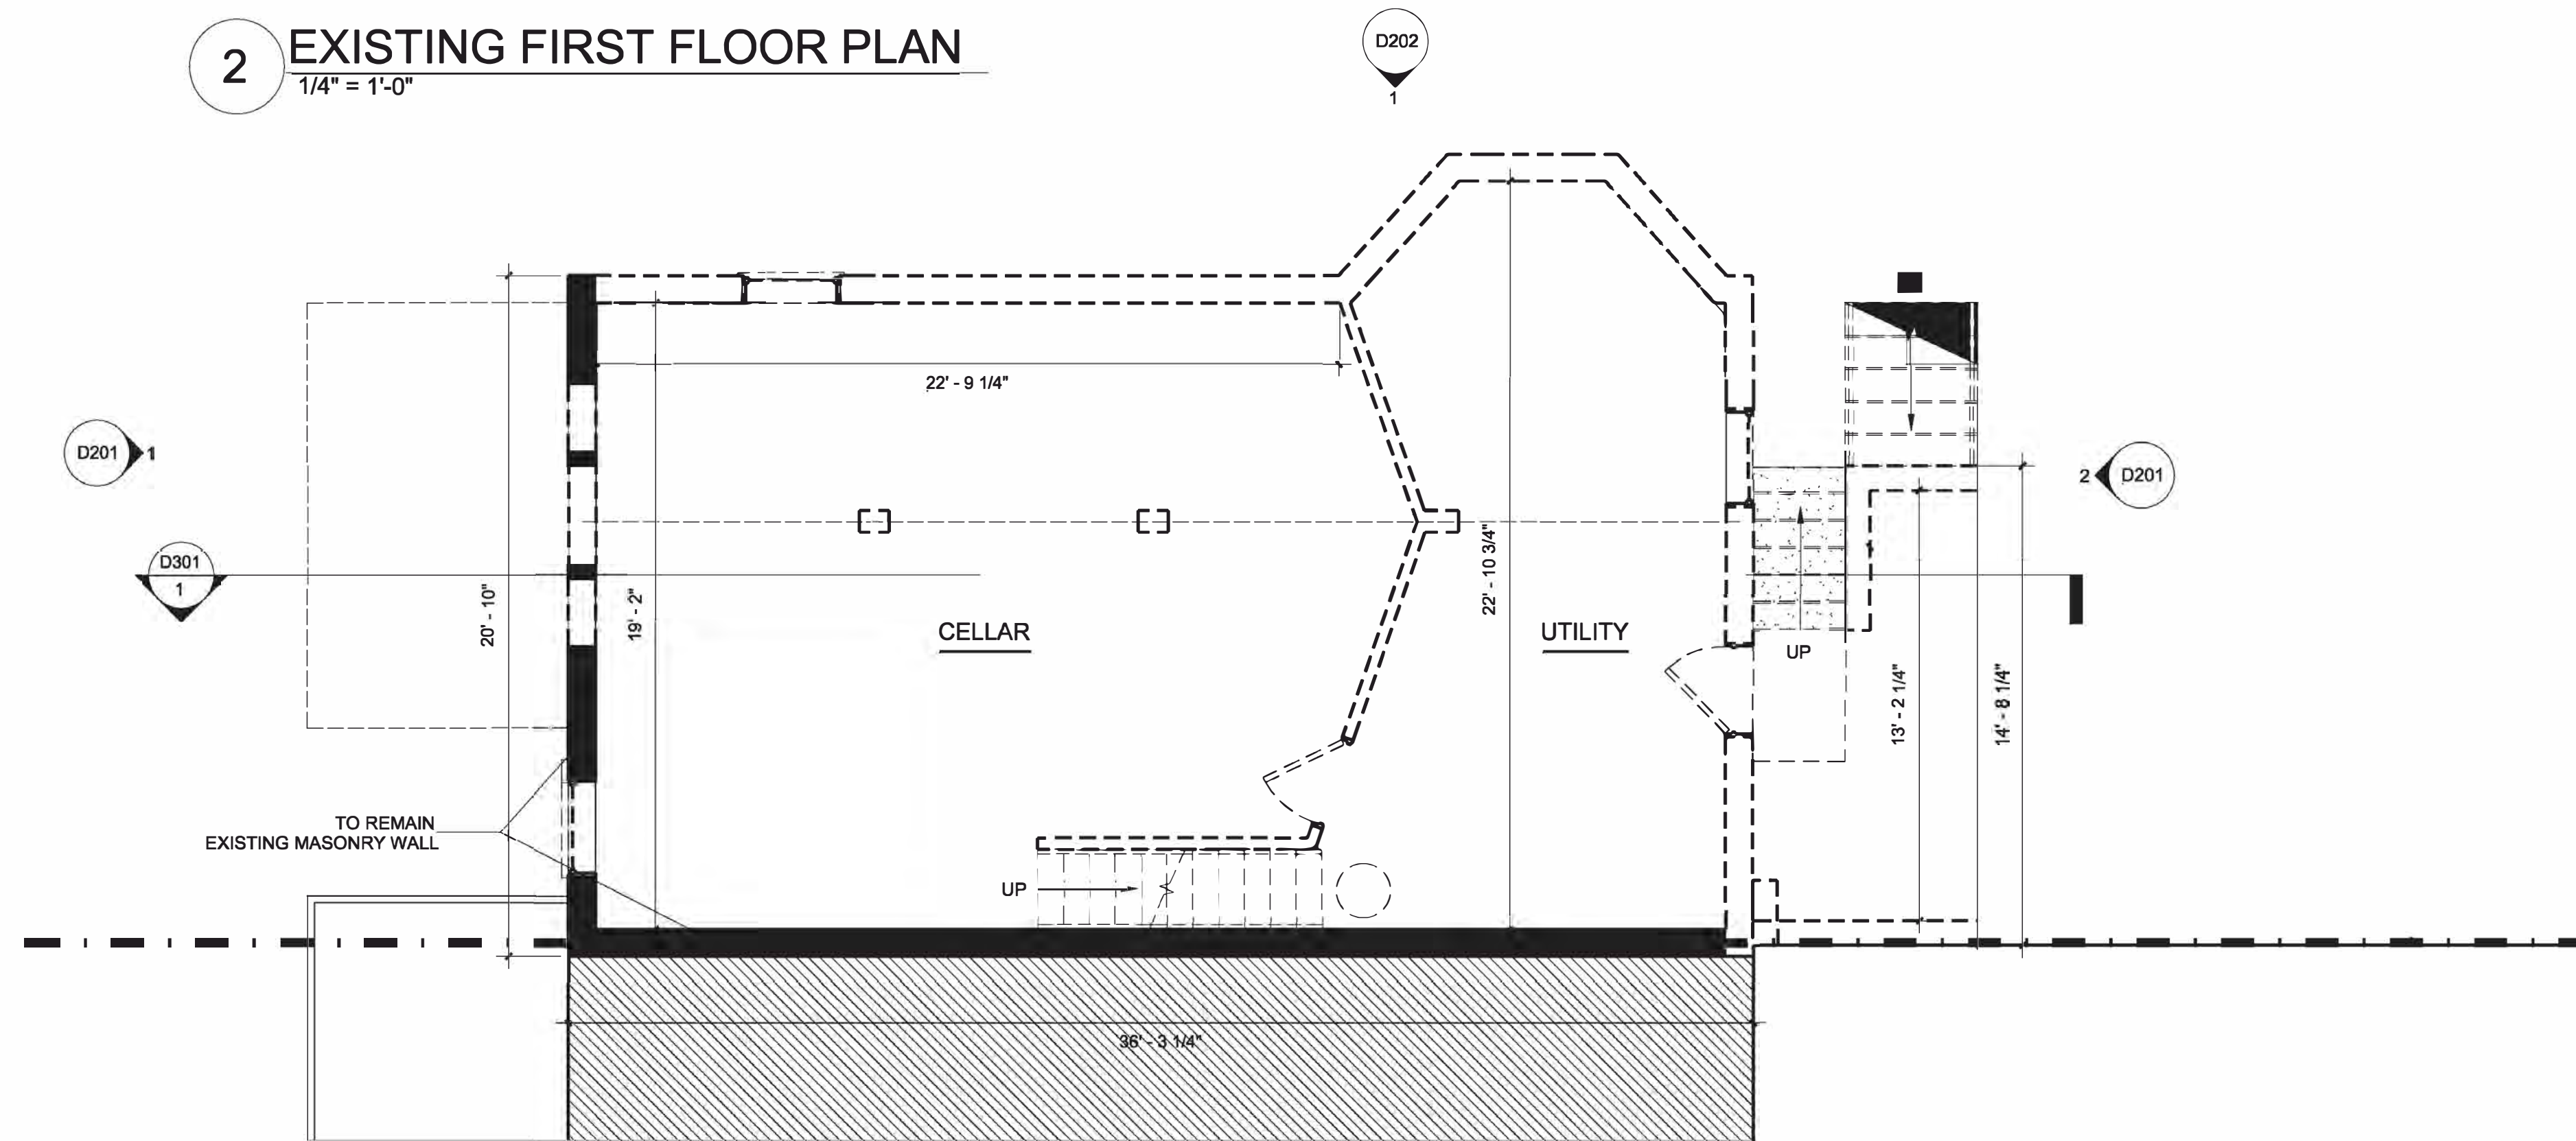 2
EXISTING FIRST FLOOR PLAN
1/4" = 1'-0"
D202
1
22' - 9 1/4"
D201
1
2
D201
D301
1
20' - 10"
19' - 2"
22' - 10 3/4"
CELLAR
UTILITY
UP
13' - 2 1/4"
14' - 8 1/4"
TO REMAIN
EXISTING MASONRY WALL
UP
36' - 3 1/4"